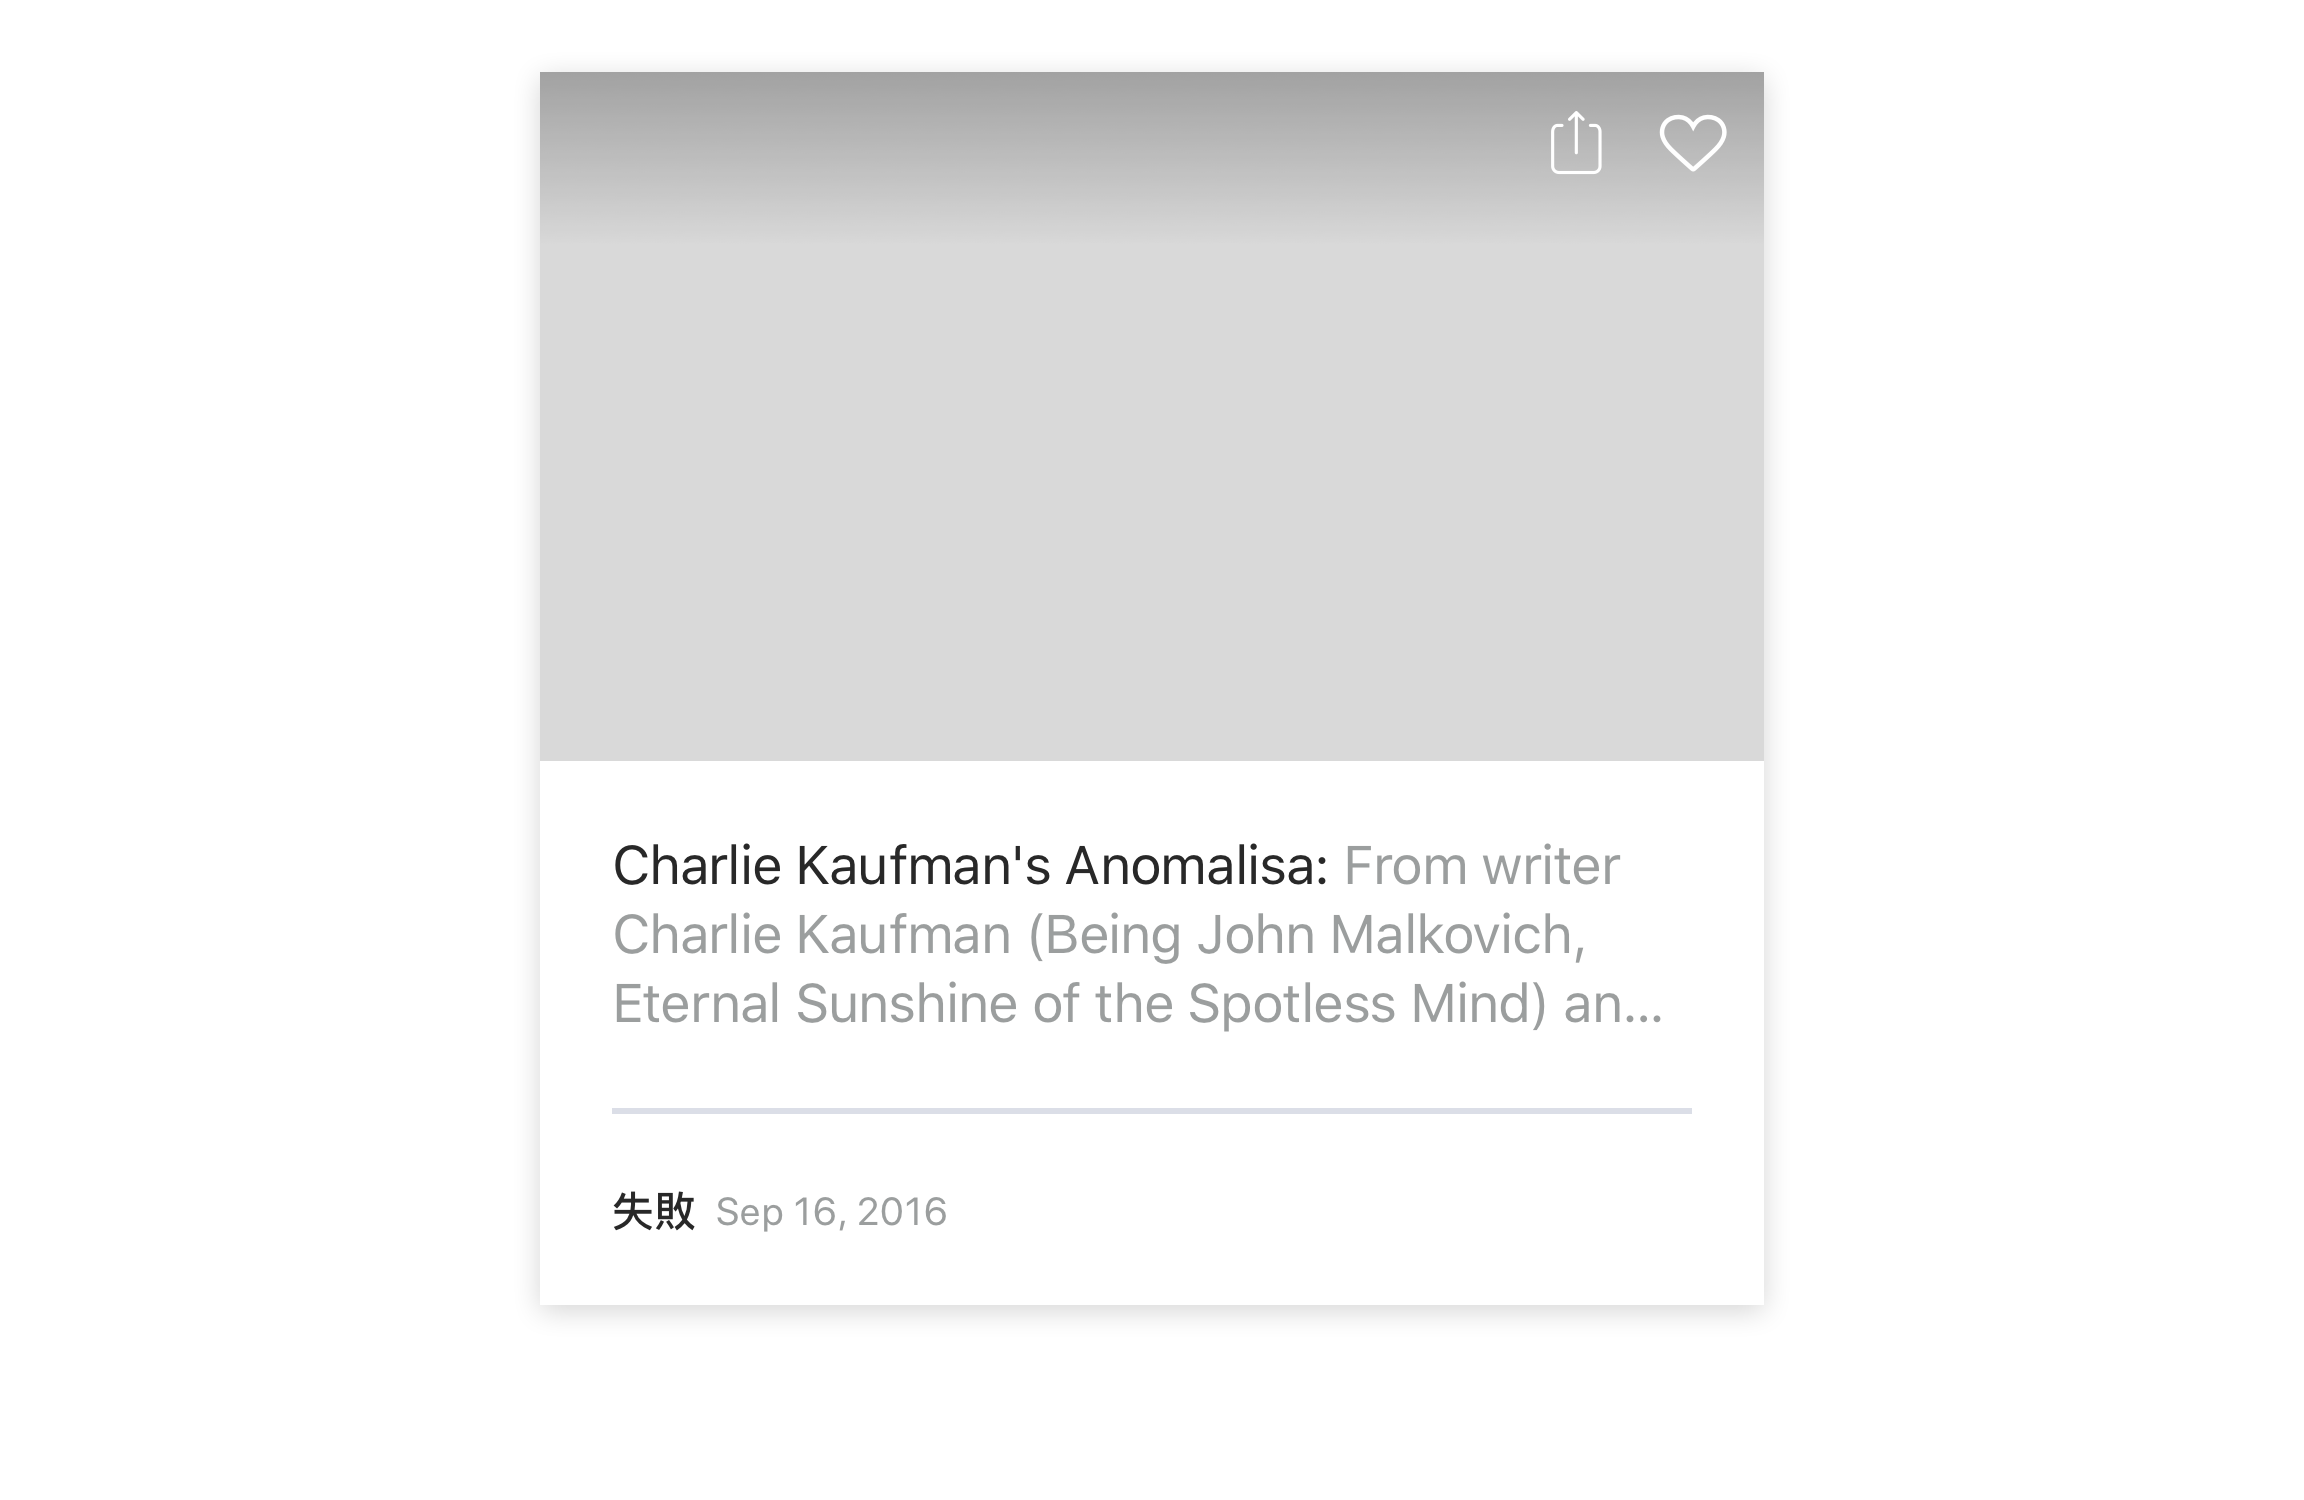 Charlie Kaufman's Anomalisa: From writer
Charlie Kaufman (Being John Malkovich,
Eternal Sunshine of the Spotless Mind) an...
失敗 Sep 16, 2016